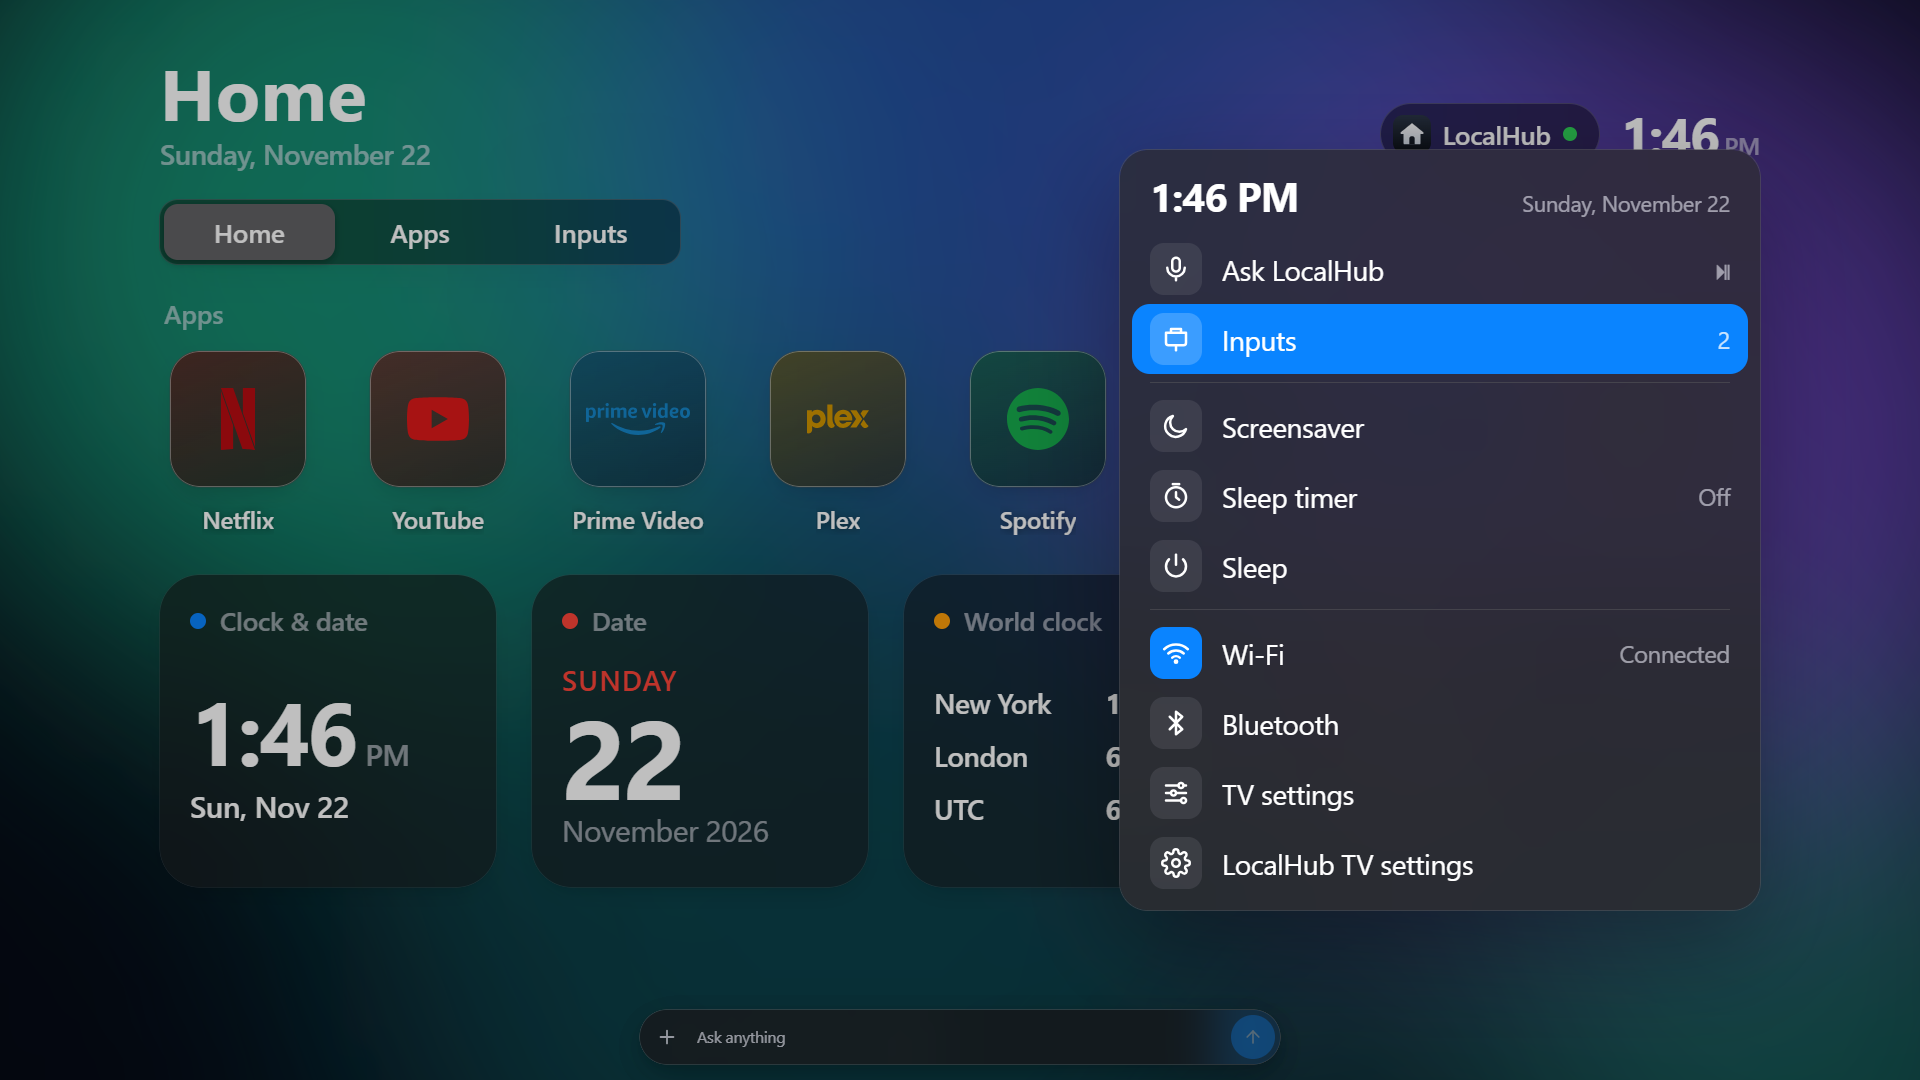 Home
Sunday, November 22
LocalHub
1:46 PM
Home
Apps
Inputs
Apps
prime video
plex
Netflix
YouTube
Prime Video
Plex
Spotify
Clock & date
1:46 PM
Sun, Nov 22
Date
SUNDAY
22
November 2026
World clock
New York 1
London 6
UTC 6
1:46 PM
Sunday, November 22
Ask LocalHub
Inputs 2
Screensaver
Sleep timer Off
Sleep
Wi-Fi Connected
Bluetooth
TV settings
LocalHub TV settings
Ask anything